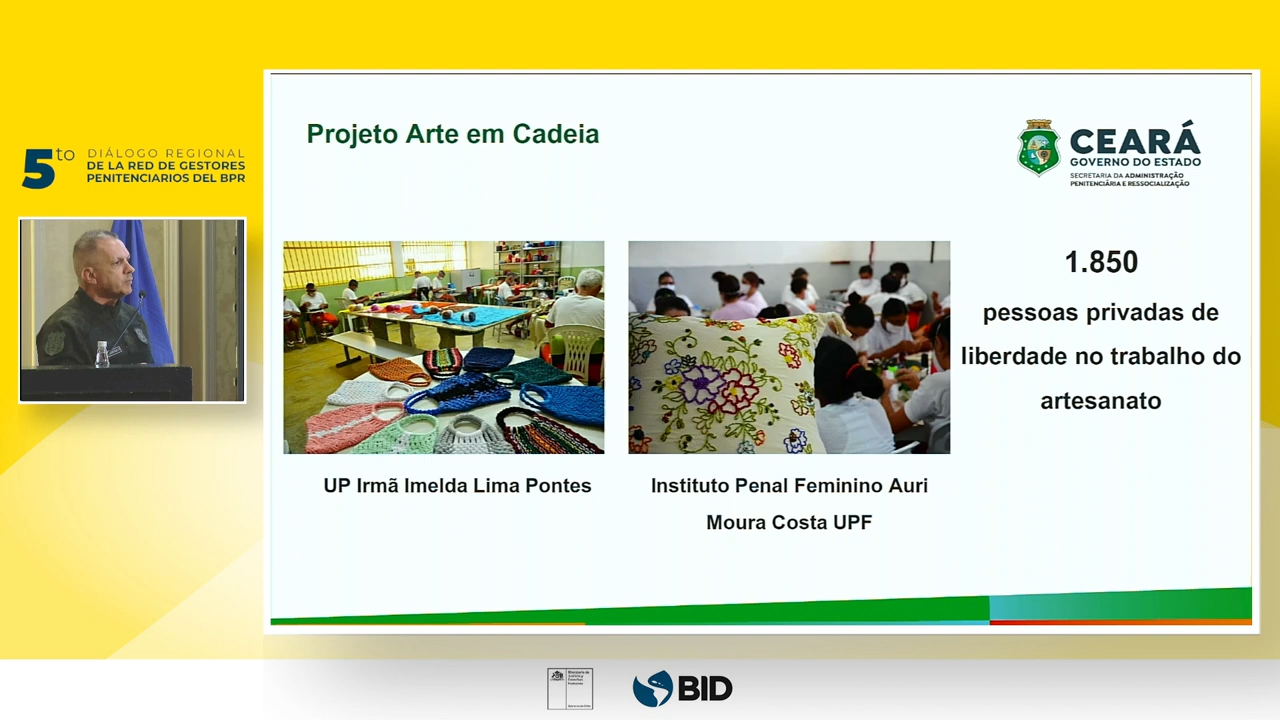 5to
DIÁLOGO REGIONAL
DE LA RED DE GESTORES
PENITENCIARIOS DEL BPR
Projeto Arte em Cadeia
CEARÁ
GOVERNO DO ESTADO
SECRETARIA DA ADMINISTRAÇÃO
PENITENCIÁRIA E RESSOCIALIZAÇÃO
1.850
pessoas privadas de
liberdade no trabalho do
artesanato
UP Irmã Imelda Lima Pontes
Instituto Penal Feminino Auri
Moura Costa UPF
BID